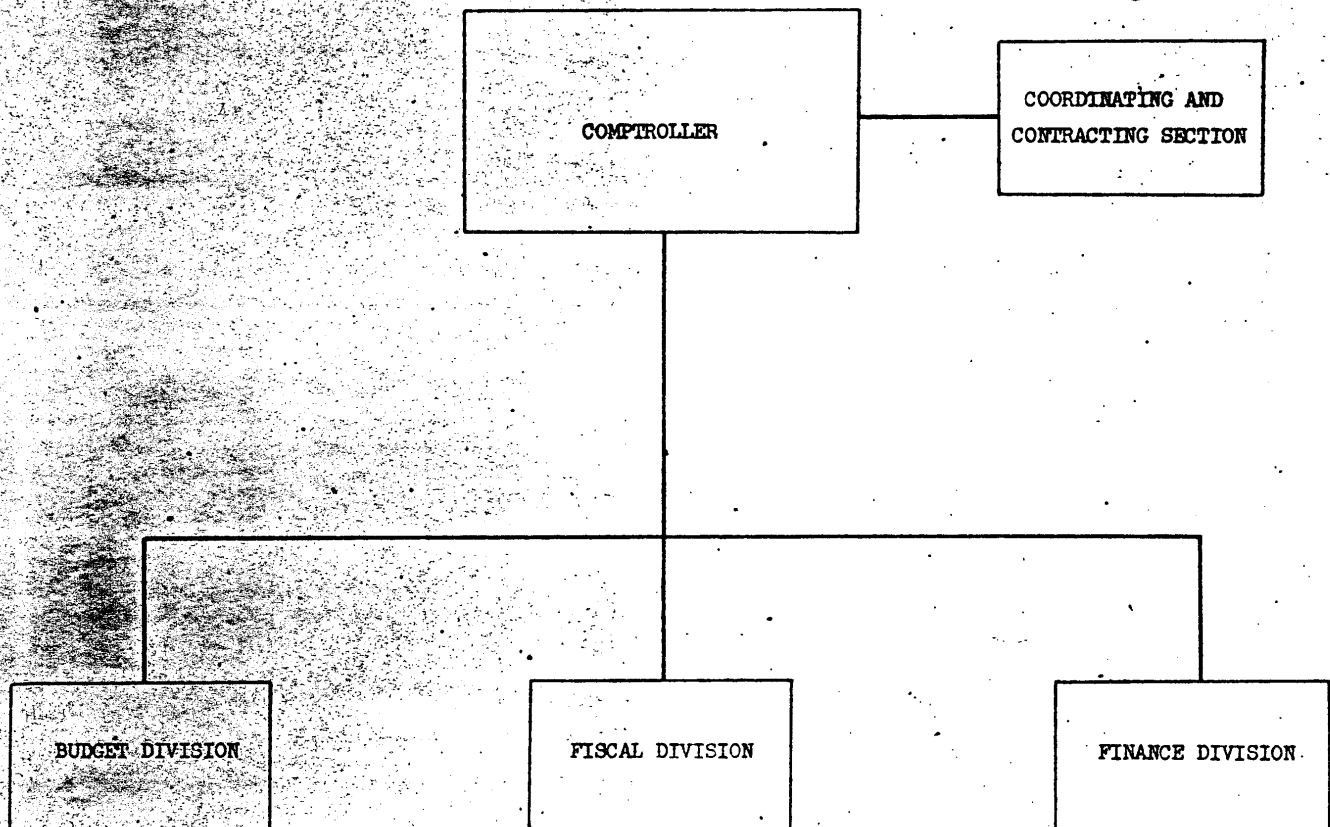 COMPTROLLER
COORDINATING AND
CONTRACTING SECTION
BUDGET DIVISION
FISCAL DIVISION
FINANCE DIVISION